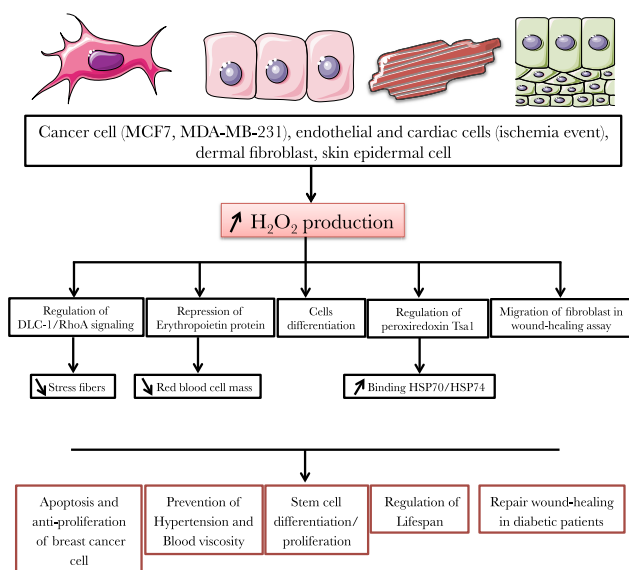 Cancer cell (MCF7, MDA-MB-231), endothelial and cardiac cells (ischemia event),
dermal fibroblast, skin epidermal cell
H₂O₂ production
Regulation of
DLC-1/RhoA signaling
Repression of
Erythropoietin protein
Cells
differentiation
Regulation of
peroxiredoxin Tsa1
Migration of fibroblast in
wound-healing assay
Stress fibers
Red blood cell mass
Binding HSP70/HSP74
Apoptosis and
anti-proliferation
of breast cancer
cell
Prevention of
Hypertension and
Blood viscosity
Stem cell
differentiation/
proliferation
Regulation of
Lifespan
Repair wound-healing
in diabetic patients